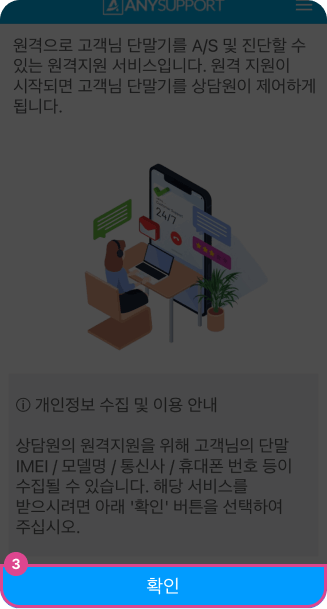 ANYSUPPORT
원격으로 고객님 단말기를 A/S 및 진단할 수
있는 원격지원 서비스입니다. 원격 지원이
시작되면 고객님 단말기를 상담원이 제어하게
됩니다.
24/7
① 개인정보 수집 및 이용 안내
상담원의 원격지원을 위해 고객님의 단말
IMEI / 모델명 / 통신사 / 휴대폰 번호 등이
수집될 수 있습니다. 해당 서비스를
받으시려면 아래 '확인' 버튼을 선택하여
주십시오.
3
확인